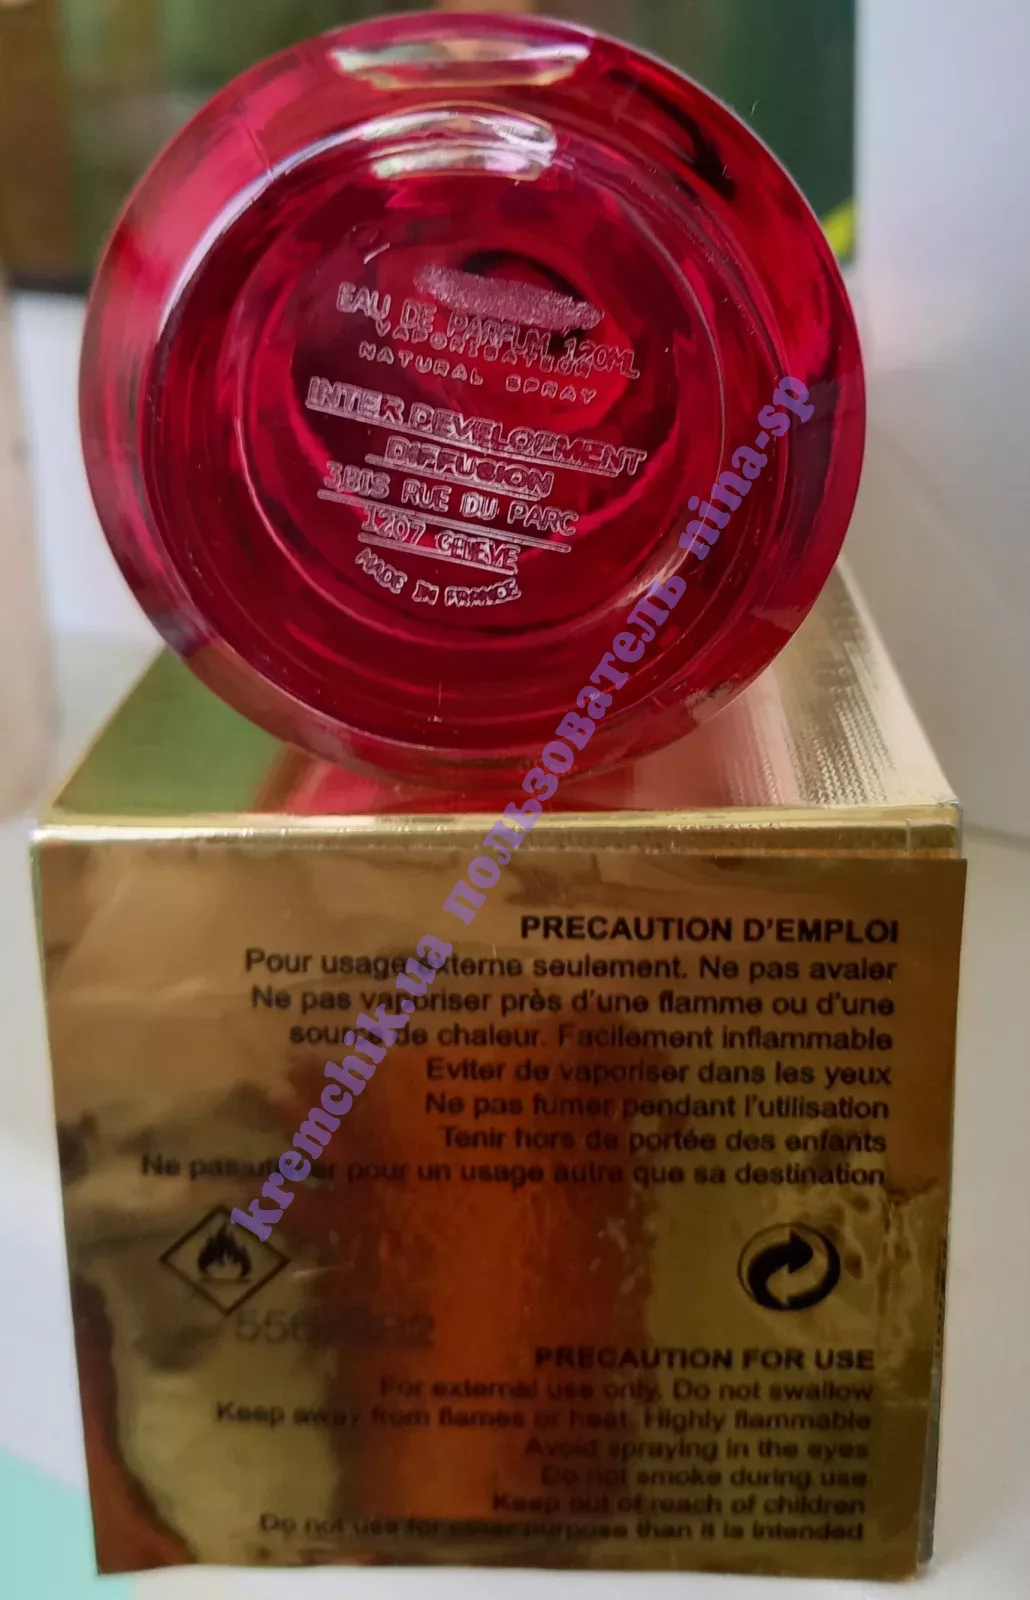 EAU DE PARFUM 120ML
VAPORISATEUR
NATURAL SPRAY
INTER DEVELOPMENT
DIFFUSION
3BIS RUE DU PARC
1207 GENEVE
MADE IN FRANCE
kremchik.ua пользователь nina-sp
PRECAUTION D'EMPLOI
Pour usage externe seulement. Ne pas avaler
Ne pas vaporiser près d'une flamme ou d'une
source de chaleur. Facilement inflammable
Eviter de vaporiser dans les yeux
Ne pas fumer pendant l'utilisation
Tenir hors de portée des enfants
Ne pas utiliser pour un usage autre que sa destination
PRECAUTION FOR USE
For external use only. Do not swallow
Keep away from flames or heat. Highly flammable
Avoid spraying in the eyes
Do not smoke during use
Keep out of reach of children
Do not use for other purpose than it is intended